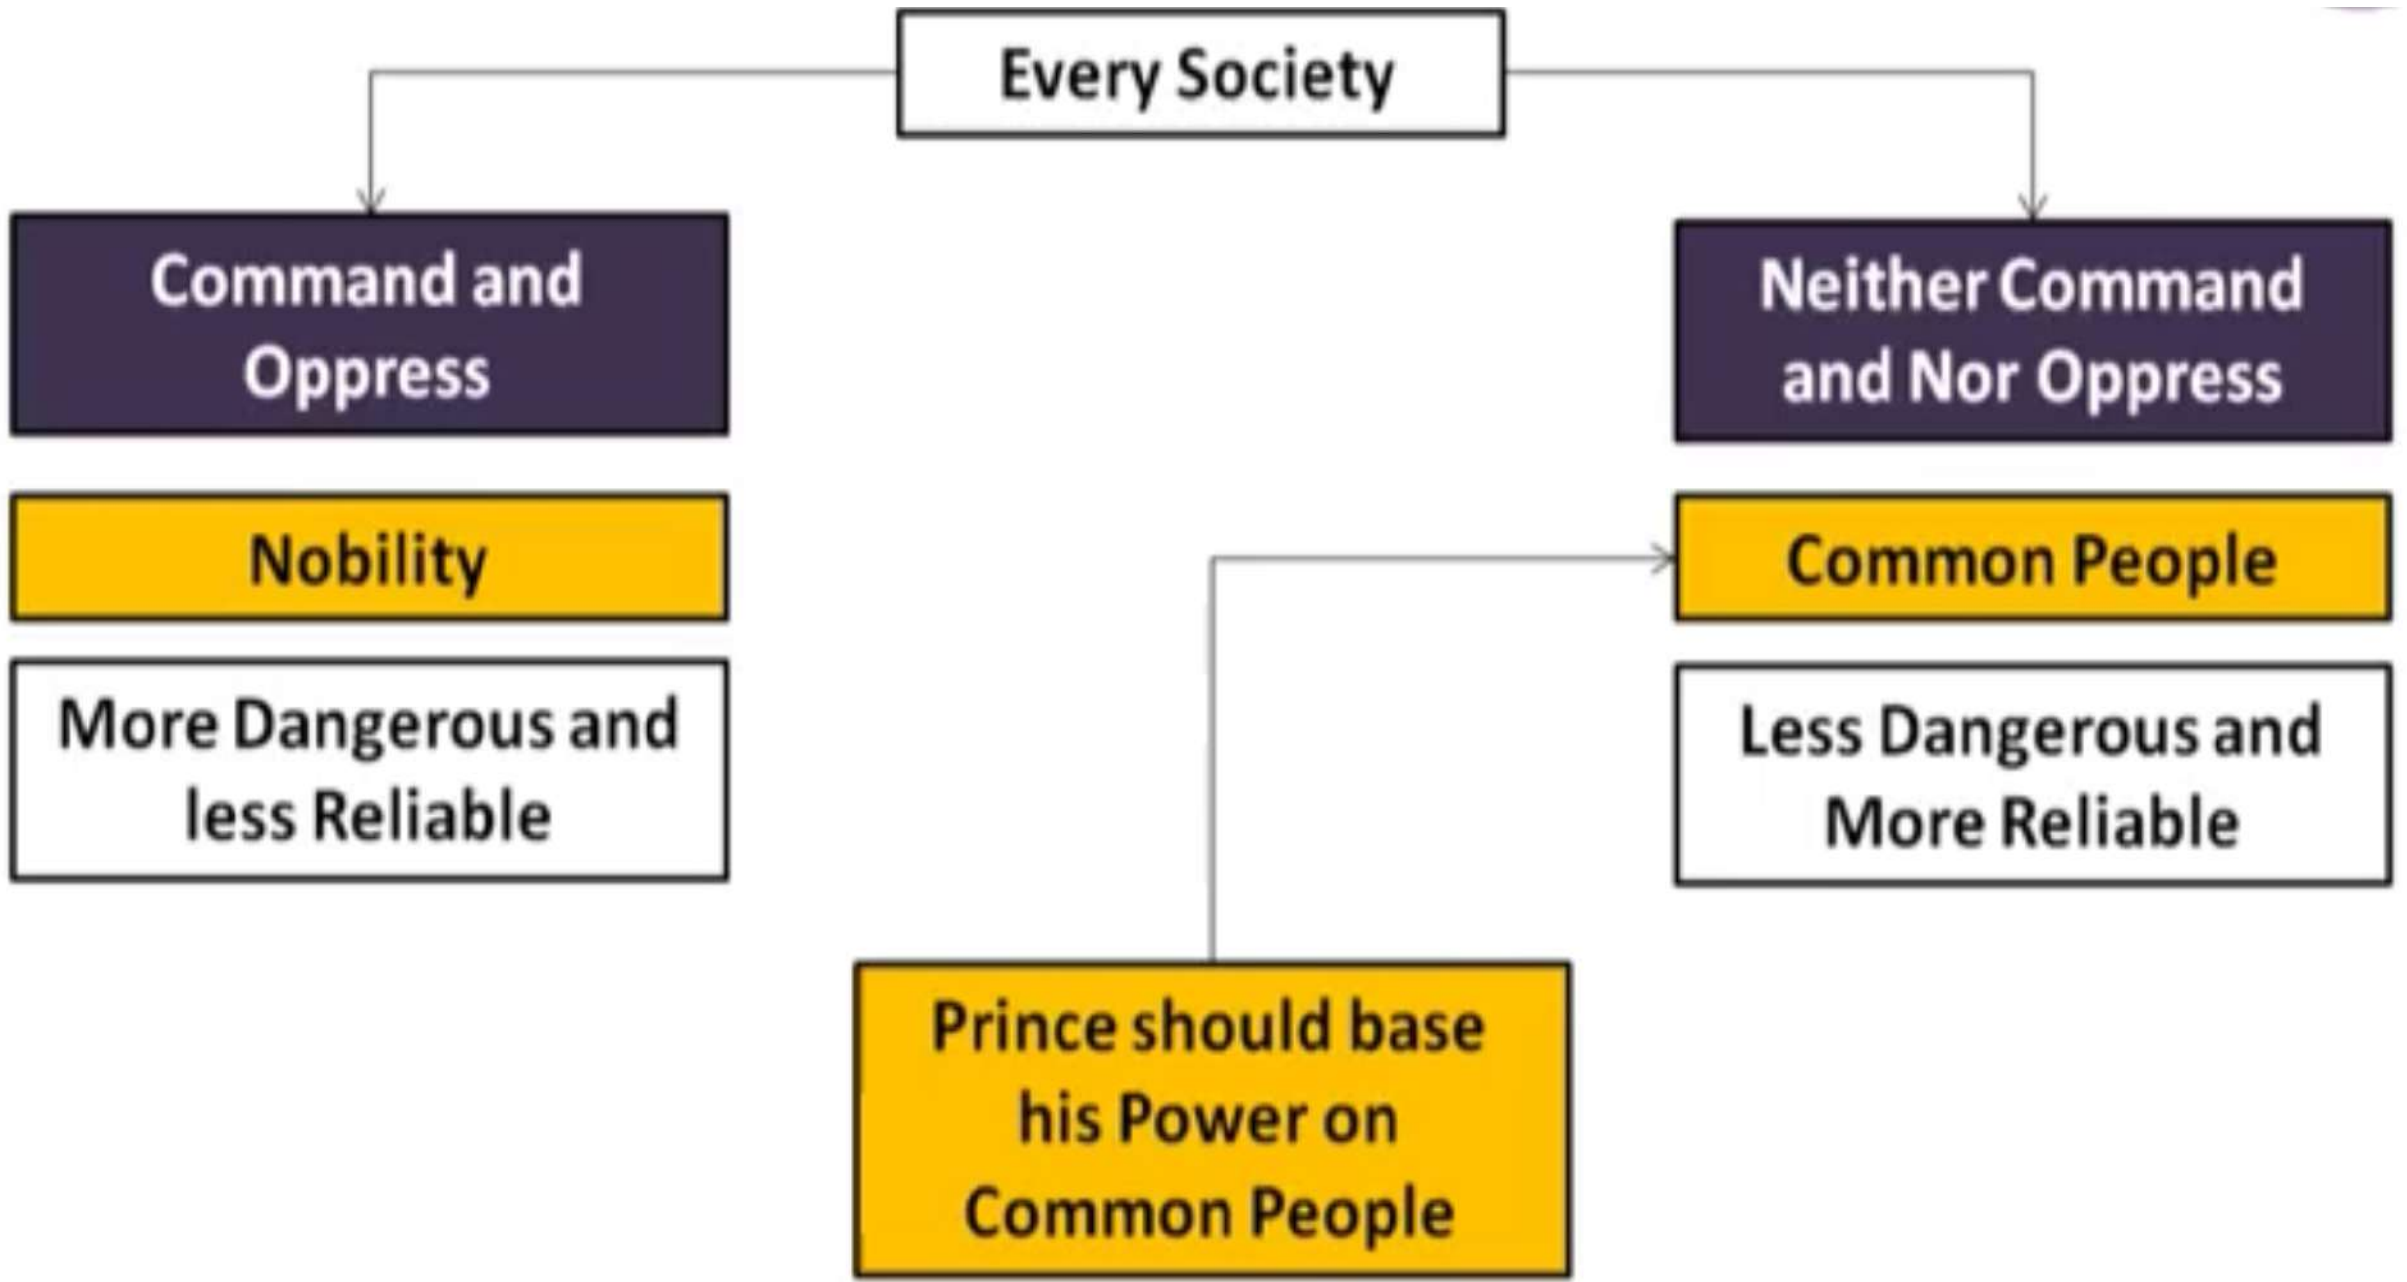 Every Society
Command and
Oppress
Neither Command
and Nor Oppress
Nobility
Common People
More Dangerous and
less Reliable
Less Dangerous and
More Reliable
Prince should base
his Power on
Common People